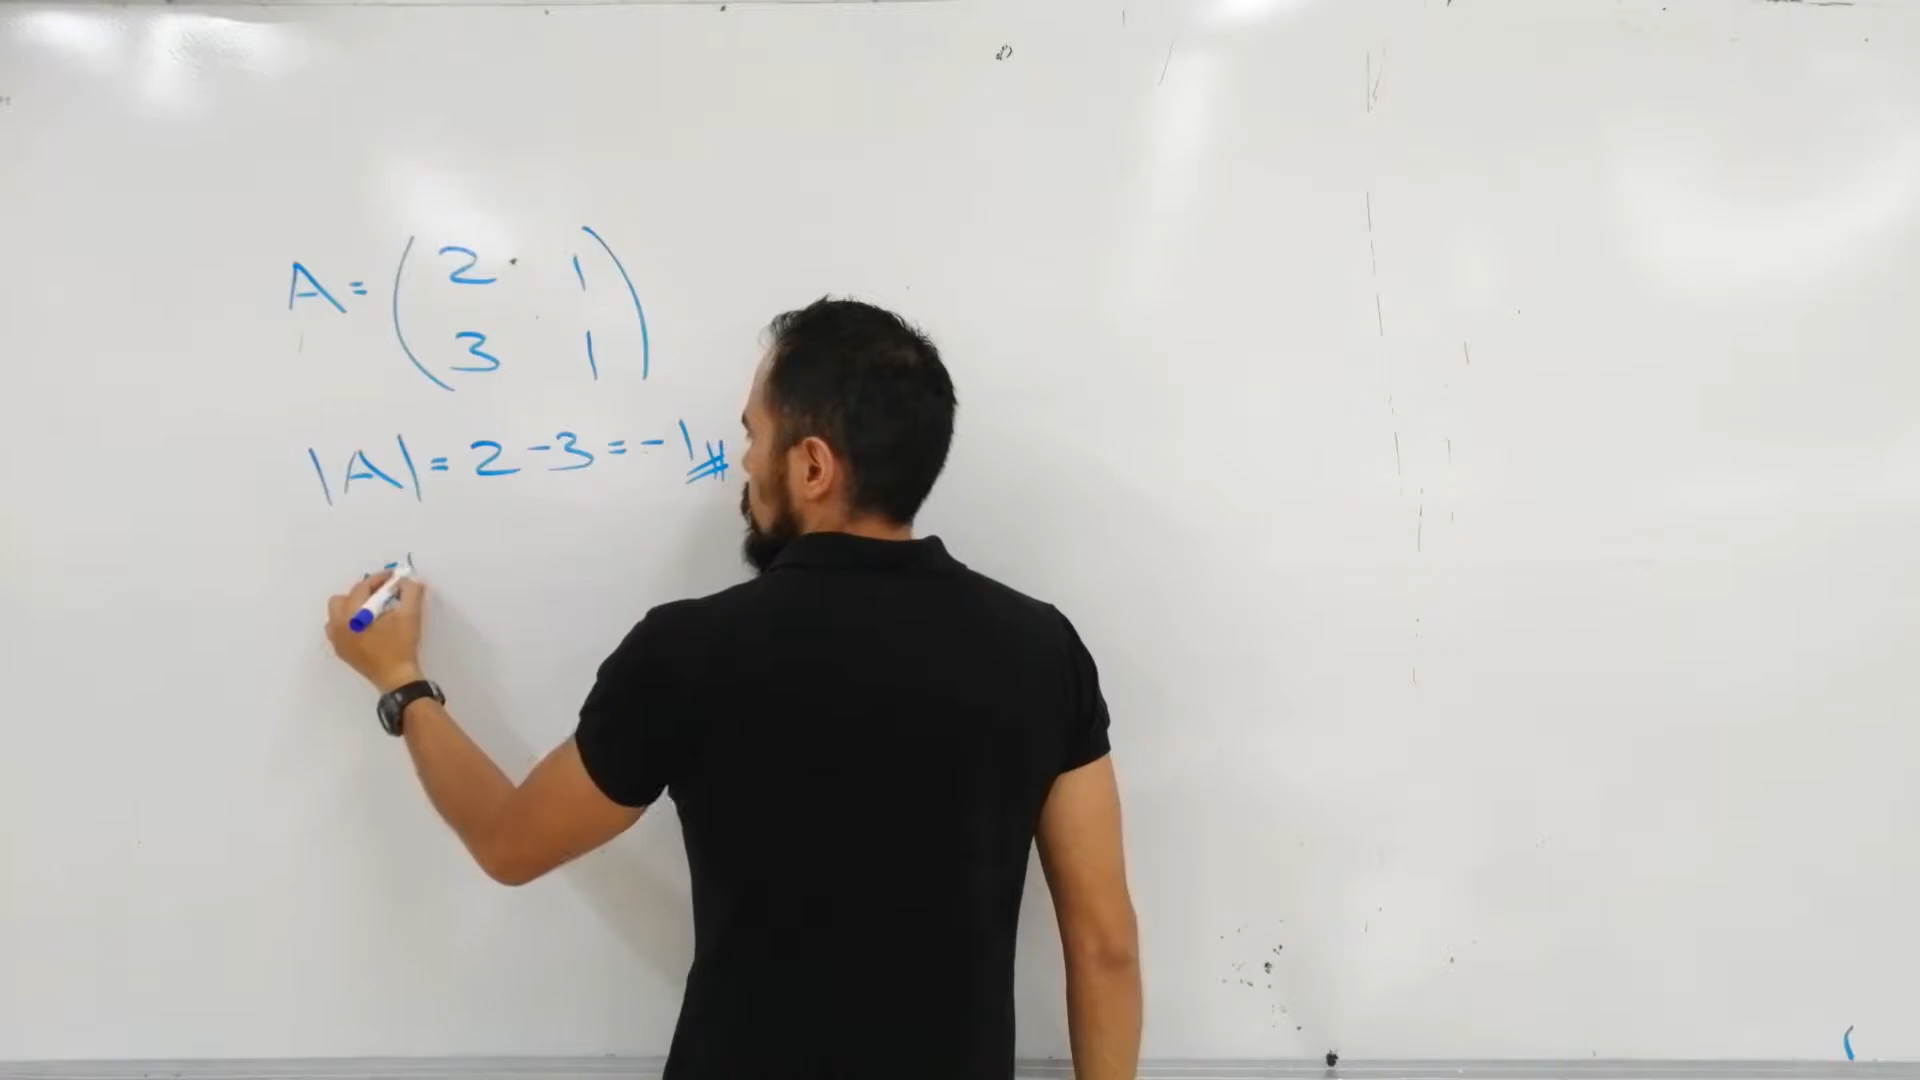 A = ( 2 1
3 1 )
|A| = 2 - 3 = -1